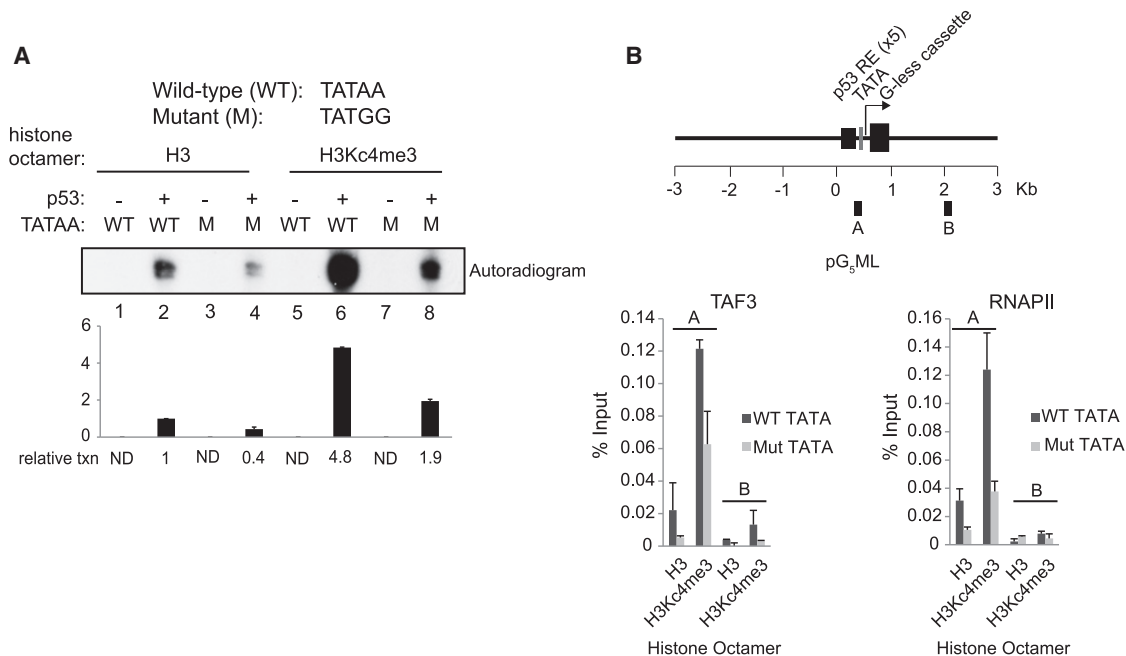 A
Wild-type (WT): TATAA
Mutant (M): TATGG
histone
octamer:
H3 H3Kc4me3
p53: - + - + - + - +
TATAA: WT WT M M WT WT M M
Autoradiogram
1 2 3 4 5 6 7 8
6
4
2
0
relative txn ND 1 ND 0.4 ND 4.8 ND 1.9
B
p53 RE (x5)
TATA
G-less cassette
-3 -2 -1 0 1 2 3 Kb
A B
pG5ML
TAF3
0.14
0.12
0.10
0.08
0.06
0.04
0.02
0
% Input
A
B
WT TATA
Mut TATA
H3
H3Kc4me3
H3
H3Kc4me3
Histone Octamer
RNAPII
0.16
0.14
0.12
0.10
0.08
0.06
0.04
0.02
0
% Input
A
B
WT TATA
Mut TATA
H3
H3Kc4me3
H3
H3Kc4me3
Histone Octamer